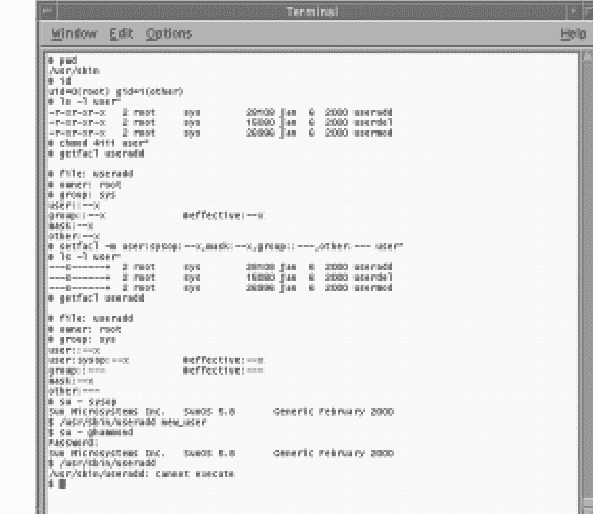 Terminal
Window Edit Options Help
# pwd
/usr/sbin
# id
uid=0(root) gid=1(other)
# ls -l user*
-r-xr-xr-x 2 root sys Jan 6 2000 useradd
-r-xr-xr-x 2 root sys Jan 6 2000 userdel
-r-xr-xr-x 2 root sys Jan 6 2000 usermod
# chmod 4111 user*
# getfacl useradd
# file: useradd
# owner: root
# group: sys
user::--x
group::--x #effective:--x
mask:--x
other:--x
# setfacl -m user:sysop:--x,mask:--x,group::---,other:--- user*
# ls -l user*
---s------+ 2 root sys Jan 6 2000 useradd
---s------+ 2 root sys Jan 6 2000 userdel
---s------+ 2 root sys Jan 6 2000 usermod
# getfacl useradd
# file: useradd
# owner: root
# group: sys
user::--x
user:sysop:--x #effective:--x
group::--- #effective:---
mask:--x
other:---
# su - sysop
Sun Microsystems Inc. SunOS 5.8 Generic February 2000
$ /usr/sbin/useradd new_user
$ su - ghammond
Password:
Sun Microsystems Inc. SunOS 5.8 Generic February 2000
$ /usr/sbin/useradd
/usr/sbin/useradd: cannot execute
$